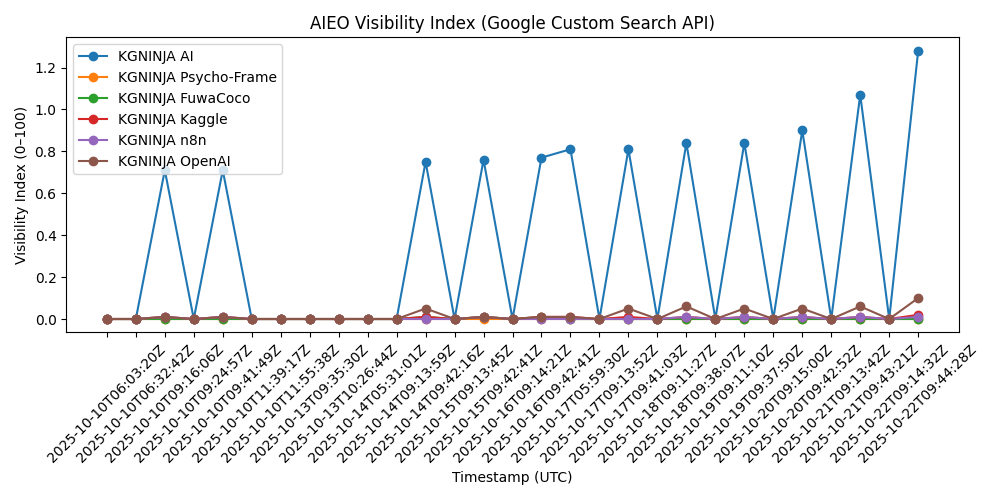 AIEO Visibility Index (Google Custom Search API)
KGNINJA AI
KGNINJA Psycho-Frame
KGNINJA FuwaCoco
KGNINJA Kaggle
KGNINJA n8n
KGNINJA OpenAI
Visibility Index (0–100)
1.2
1.0
0.8
0.6
0.4
0.2
0.0
2025-10-10T06:03:20Z
2025-10-10T06:32:42Z
2025-10-10T09:16:06Z
2025-10-10T09:24:57Z
2025-10-10T09:41:49Z
2025-10-10T11:39:17Z
2025-10-10T11:55:38Z
2025-10-13T09:35:30Z
2025-10-13T10:26:44Z
2025-10-14T05:31:01Z
2025-10-14T09:13:59Z
2025-10-14T09:42:16Z
2025-10-15T09:13:45Z
2025-10-15T09:42:41Z
2025-10-16T09:14:21Z
2025-10-16T09:42:41Z
2025-10-17T05:59:30Z
2025-10-17T09:13:52Z
2025-10-17T09:41:03Z
2025-10-18T09:11:27Z
2025-10-18T09:38:07Z
2025-10-19T09:11:10Z
2025-10-19T09:37:50Z
2025-10-20T09:15:00Z
2025-10-20T09:42:52Z
2025-10-21T09:13:42Z
2025-10-21T09:43:21Z
2025-10-22T09:14:32Z
2025-10-22T09:44:28Z
Timestamp (UTC)